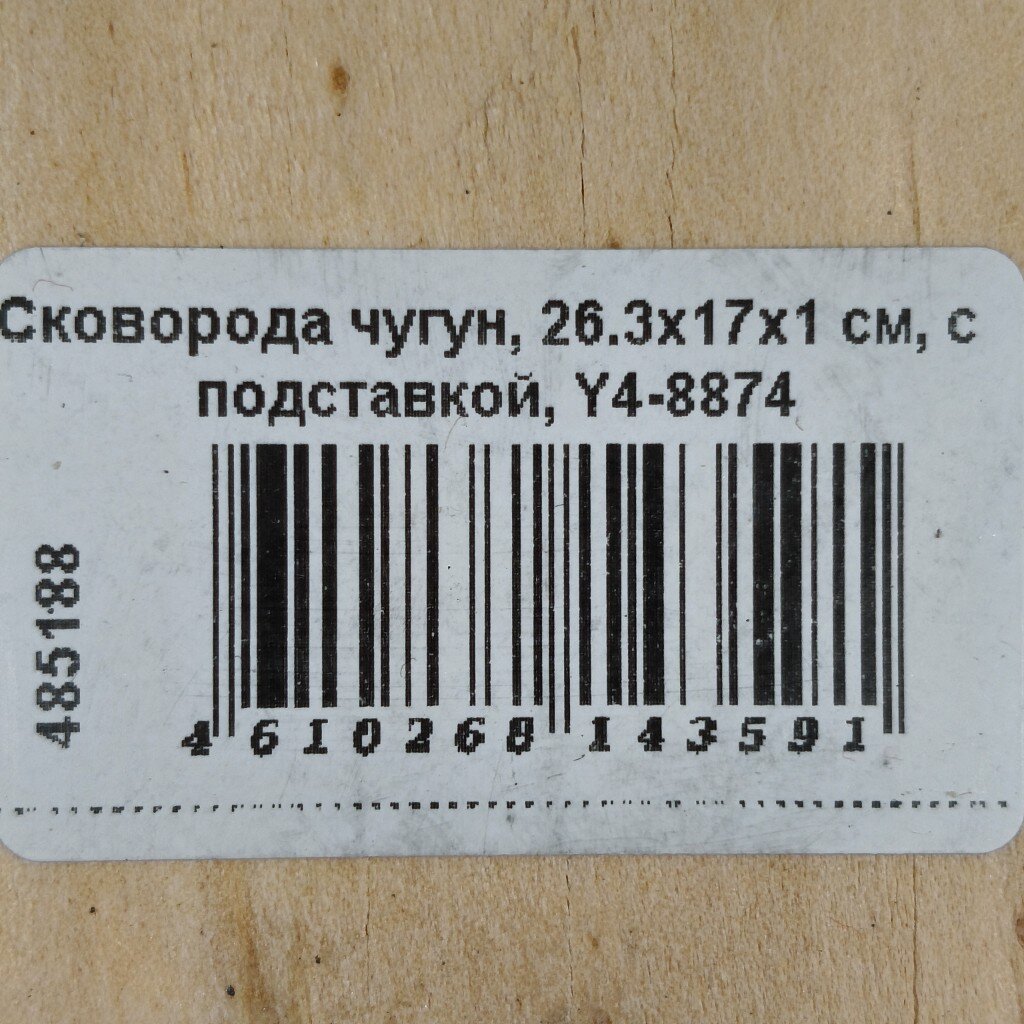 Сковорода чугун, 26.3х17х1 см, с
подставкой, Y4-8874
485188
4 610268 143591